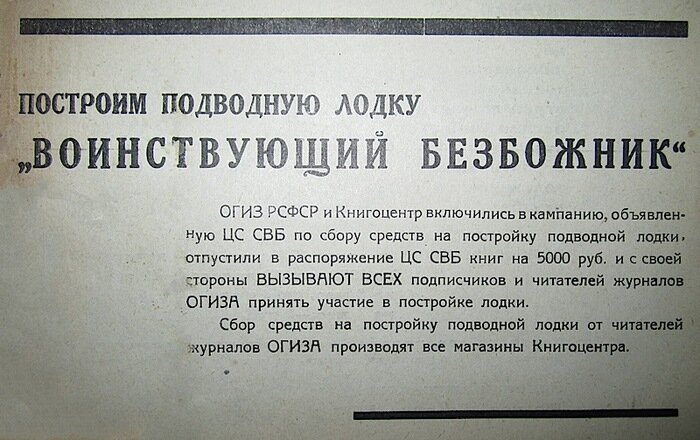 ПОСТРОИМ ПОДВОДНУЮ ЛОДКУ
„ВОИНСТВУЮЩИЙ БЕЗБОЖНИК“
ОГИЗ РСФСР и Книгоцентр включились в кампанию, объявлен-
ную ЦС СВБ по сбору средств на постройку подводной лодки,
отпустили в распоряжение ЦС СВБ книг на 5000 руб. и с своей
стороны ВЫЗЫВАЮТ ВСЕХ подписчиков и читателей журналов
ОГИЗА принять участие в постройке лодки.
Сбор средств на постройку подводной лодки от читателей
журналов ОГИЗА производят все магазины Книгоцентра.